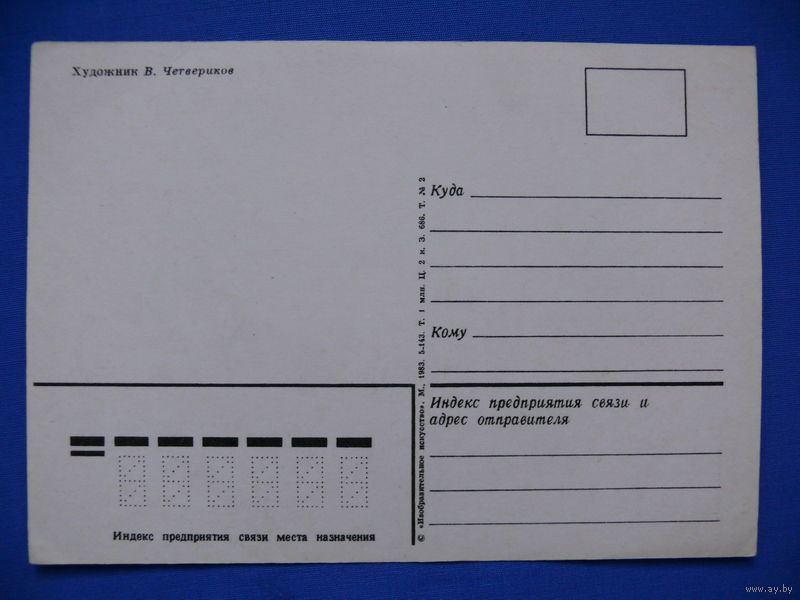 Художник В. Четвериков
Куда
Кому
Индекс предприятия связи и
адрес отправителя
© «Изобразительное искусство». М., 1983. 5-143. Т. 1 млн. Ц. 2 к. З. 686. Т. № 2
Индекс предприятия связи места назначения
www.ay.by